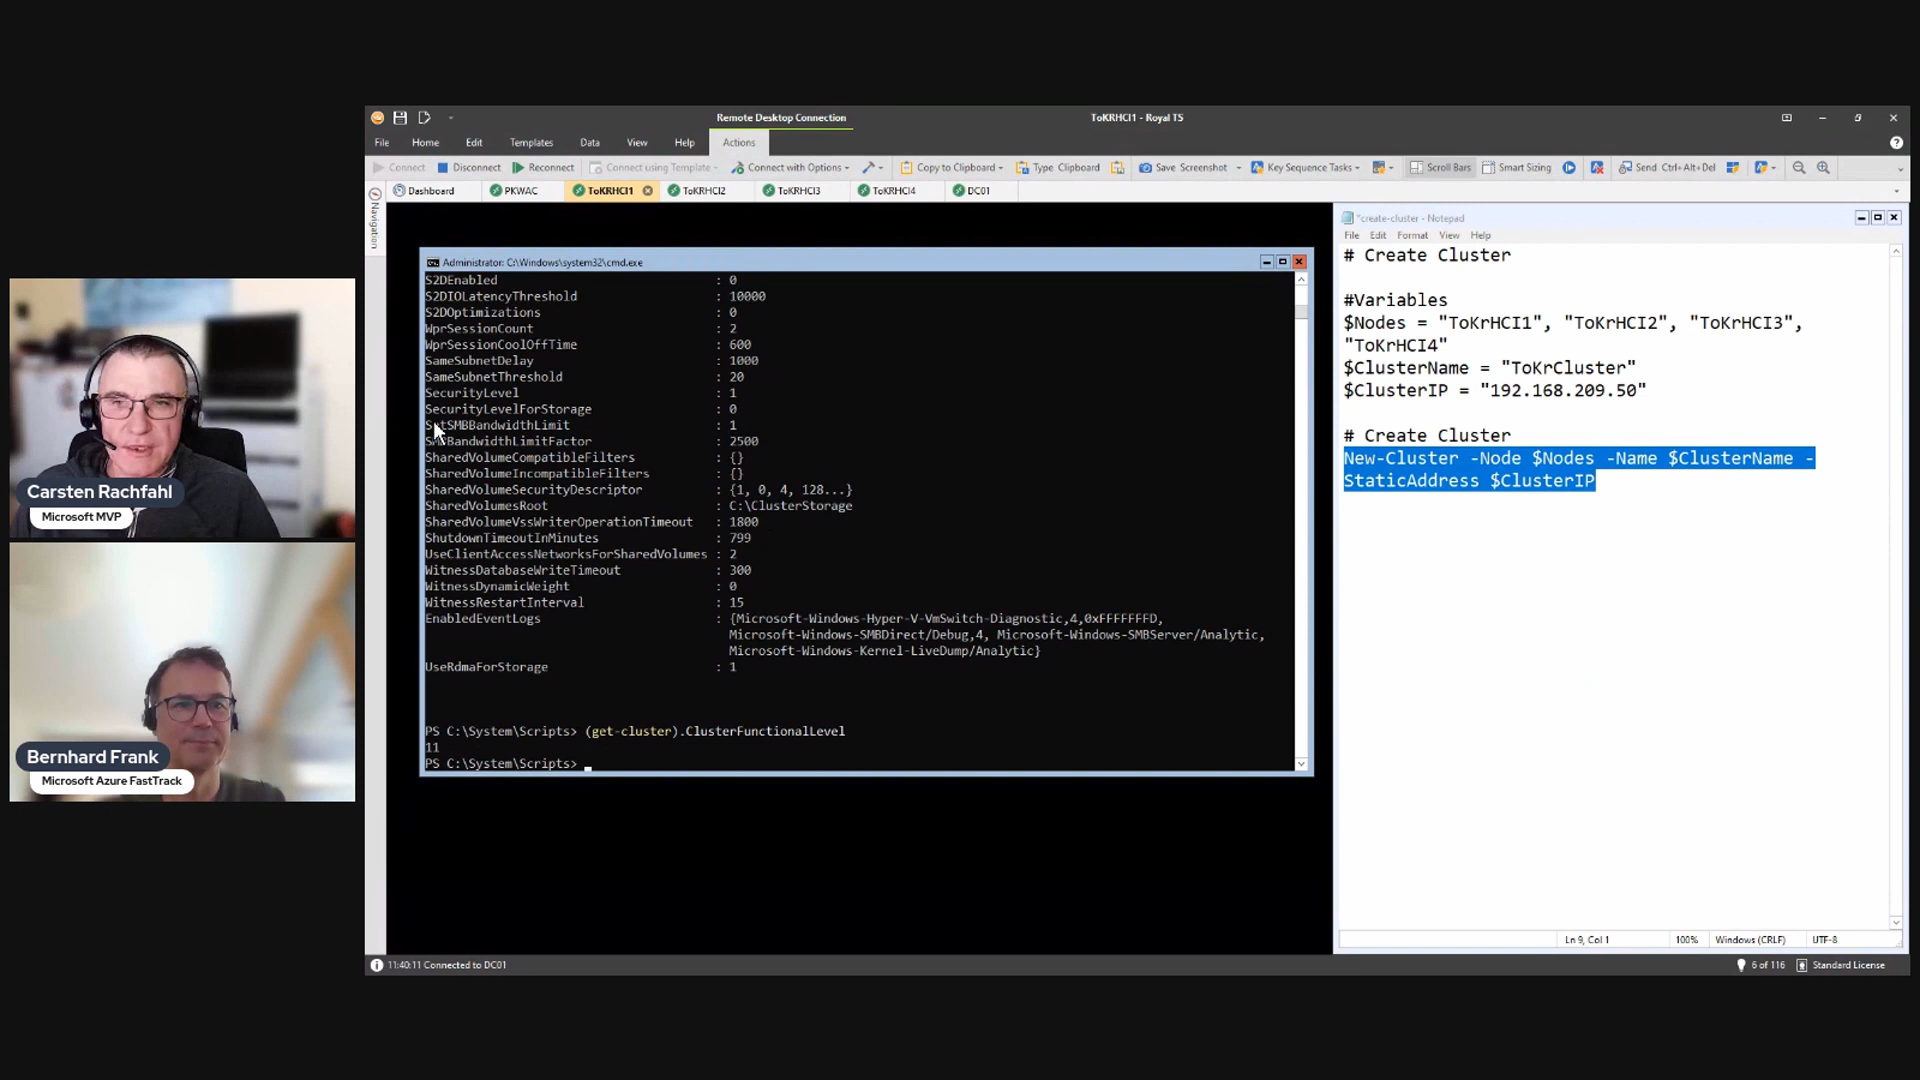 Remote Desktop Connection
ToKRHCI1 - Royal TS
File Home Edit Templates Data View Help Actions
Connect Disconnect Reconnect Connect using Template Connect with Options Copy to Clipboard Type Clipboard Save Screenshot Key Sequence Tasks Scroll Bars Smart Sizing Send Ctrl+Alt+Del
Dashboard PKWAC ToKRHCI1 ToKRHCI2 ToKRHCI3 ToKRHCI4 DC01
Navigation
Administrator: C:\Windows\system32\cmd.exe
S2DEnabled : 0
S2DIOLatencyThreshold : 10000
S2DOptimizations : 0
WprSessionCount : 2
WprSessionCoolOffTime : 600
SameSubnetDelay : 1000
SameSubnetThreshold : 20
SecurityLevel : 1
SecurityLevelForStorage : 0
SetSMBBandwidthLimit : 1
SMBBandwidthLimitFactor : 2500
SharedVolumeCompatibleFilters : {}
SharedVolumeIncompatibleFilters : {}
SharedVolumeSecurityDescriptor : {1, 0, 4, 128...}
SharedVolumesRoot : C:\ClusterStorage
SharedVolumeVssWriterOperationTimeout : 1800
ShutdownTimeoutInMinutes : 799
UseClientAccessNetworksForSharedVolumes : 2
WitnessDatabaseWriteTimeout : 300
WitnessDynamicWeight : 0
WitnessRestartInterval : 15
EnabledEventLogs : {Microsoft-Windows-Hyper-V-VmSwitch-Diagnostic,4,0xFFFFFFFD,
Microsoft-Windows-SMBDirect/Debug,4, Microsoft-Windows-SMBServer/Analytic,
Microsoft-Windows-Kernel-LiveDump/Analytic}
UseRdmaForStorage : 1
PS C:\System\Scripts> (get-cluster).ClusterFunctionalLevel
11
PS C:\System\Scripts>
*create-cluster - Notepad
File Edit Format View Help
# Create Cluster
#Variables
$Nodes = "ToKrHCI1", "ToKrHCI2", "ToKrHCI3",
"ToKrHCI4"
$ClusterName = "ToKrCluster"
$ClusterIP = "192.168.209.50"
# Create Cluster
New-Cluster -Node $Nodes -Name $ClusterName -
StaticAddress $ClusterIP
Ln 9, Col 1 100% Windows (CRLF) UTF-8
11:40:11 Connected to DC01
6 of 116 Standard License
Carsten Rachfahl
Microsoft MVP
Bernhard Frank
Microsoft Azure FastTrack